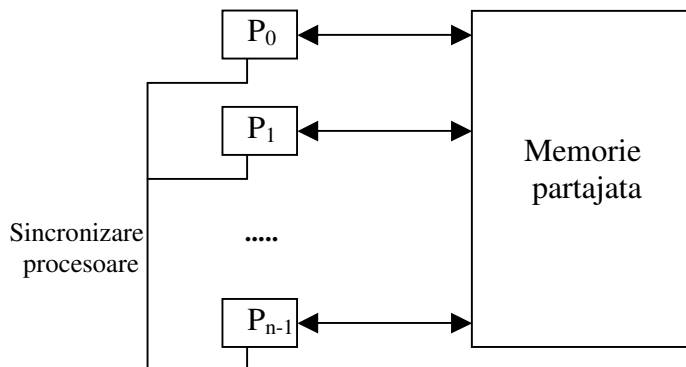 P₀
P₁
Memorie
partajata
Sincronizare
procesoare
.....
Pₙ₋₁